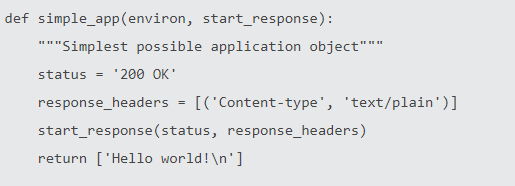 def simple_app(environ, start_response):
    """Simplest possible application object"""
    status = '200 OK'
    response_headers = [('Content-type', 'text/plain')]
    start_response(status, response_headers)
    return ['Hello world!\n']